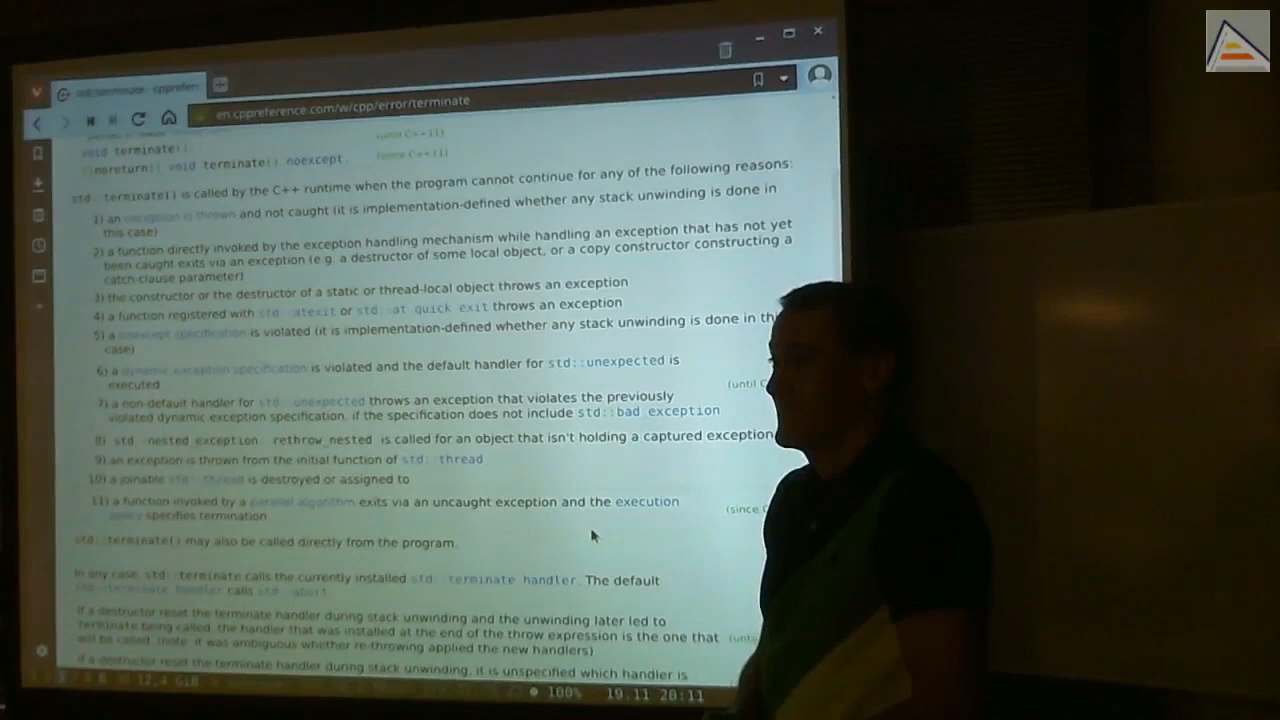 std::terminate - cppreferen
en.cppreference.com/w/cpp/error/terminate
void terminate(); (until C++11)
[[noreturn]] void terminate() noexcept; (since C++11)
std::terminate() is called by the C++ runtime when the program cannot continue for any of the following reasons:
1) an exception is thrown and not caught (it is implementation-defined whether any stack unwinding is done in
this case)
2) a function directly invoked by the exception handling mechanism while handling an exception that has not yet
been caught exits via an exception (e.g. a destructor of some local object, or a copy constructor constructing a
catch-clause parameter)
3) the constructor or the destructor of a static or thread-local object throws an exception
4) a function registered with std::atexit or std::at_quick_exit throws an exception
5) a noexcept specification is violated (it is implementation-defined whether any stack unwinding is done in thi
case)
6) a dynamic exception specification is violated and the default handler for std::unexpected is
executed
(until C
7) a non-default handler for std::unexpected throws an exception that violates the previously
violated dynamic exception specification, if the specification does not include std::bad_exception
8) std::nested_exception::rethrow_nested is called for an object that isn't holding a captured exception
9) an exception is thrown from the initial function of std::thread
10) a joinable std::thread is destroyed or assigned to
11) a function invoked by a parallel algorithm exits via an uncaught exception and the execution
policy specifies termination.
(since C
std::terminate() may also be called directly from the program.
In any case, std::terminate calls the currently installed std::terminate_handler. The default
std::terminate_handler calls std::abort.
If a destructor reset the terminate handler during stack unwinding and the unwinding later led to
terminate being called, the handler that was installed at the end of the throw expression is the one that
will be called. (note: it was ambiguous whether re-throwing applied the new handlers)
(unti
If a destructor reset the terminate handler during stack unwinding, it is unspecified which handler is
12,4 GiB
100% 19.11 20:11